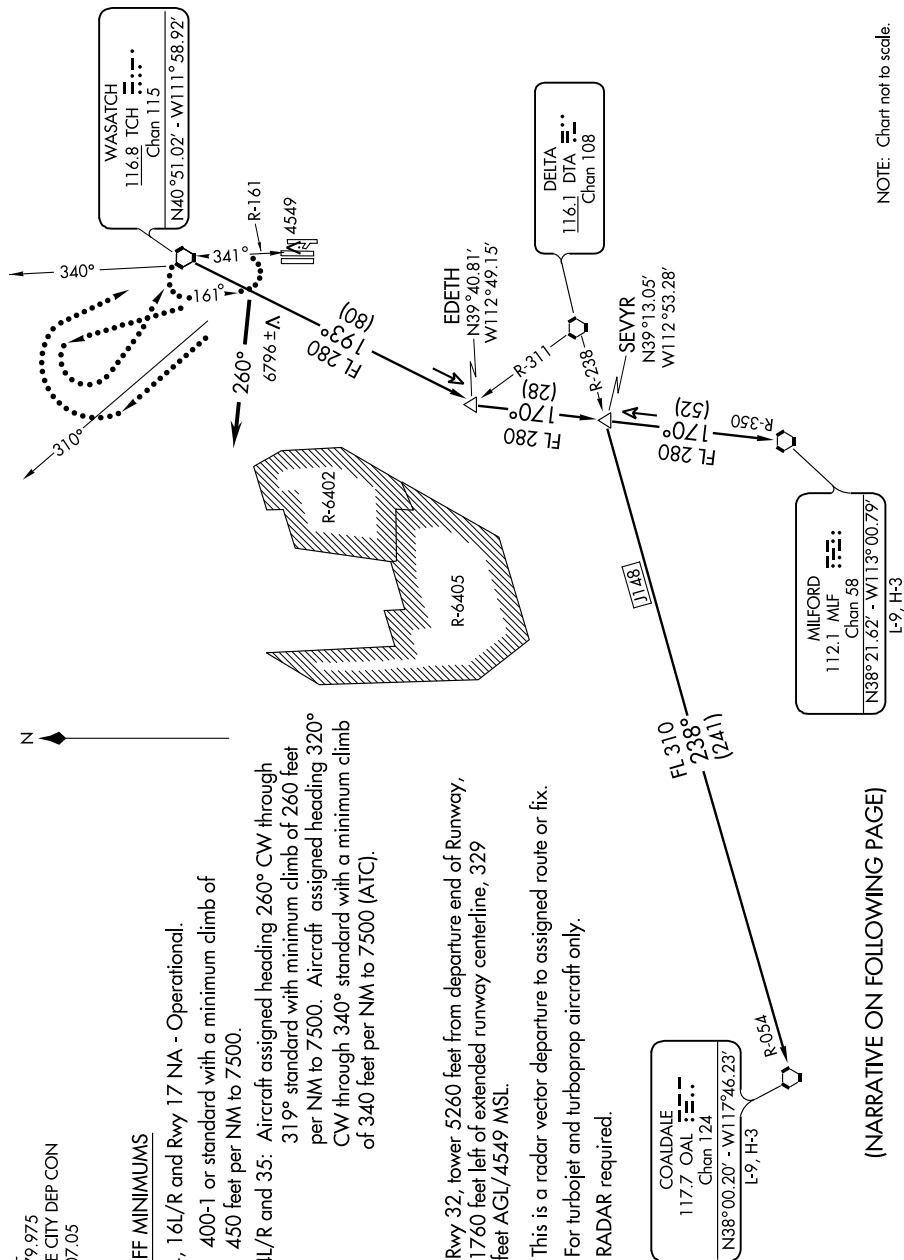 9.975
E CITY DEP CON
7.05
FF MINIMUMS
, 16L/R and Rwy 17 NA - Operational.
400-1 or standard with a minimum climb of
450 feet per NM to 7500.
4L/R and 35: Aircraft assigned heading 260° CW through
319° standard with minimum climb of 260 feet
per NM to 7500. Aircraft assigned heading 320°
CW through 340° standard with a minimum climb
of 340 feet per NM to 7500 (ATC).
Rwy 32, tower 5260 feet from departure end of Runway,
1760 feet left of extended runway centerline, 329
feet AGL/4549 MSL.
This is a radar vector departure to assigned route or fix.
For turbojet and turboprop aircraft only.
RADAR required.
N
WASATCH
116.8 TCH
Chan 115
N40°51.02' - W111°58.92'
340°
310°
341°
161°
R-161
4549
260°
6796 ±
FL 280
193°
(80)
EDETH
N39°40.81'
W112°49.15'
DELTA
116.1 DTA
Chan 108
R-311
R-238
FL 280
170°
(28)
SEVYR
N39°13.05'
W112°53.28'
FL 280
170°
(52)
R-350
R-6402
R-6405
MILFORD
112.1 MLF
Chan 58
N38°21.62' - W113°00.79'
L-9, H-3
J148
FL 310
238°
(241)
R-054
COALDALE
117.7 OAL
Chan 124
N38°00.20' - W117°46.23'
L-9, H-3
NOTE: Chart not to scale.
(NARRATIVE ON FOLLOWING PAGE)